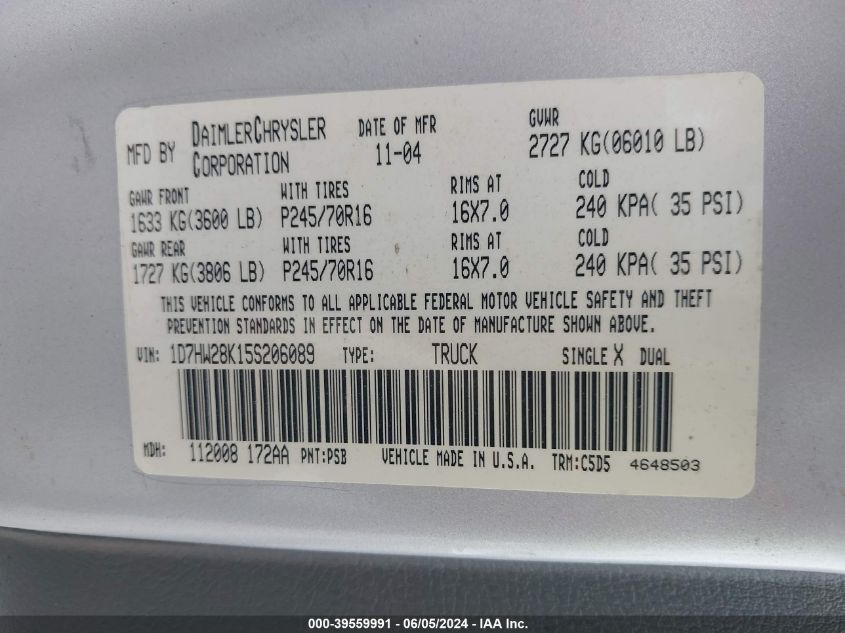 MFD BY DAIMLERCHRYSLER CORPORATION DATE OF MFR 11-04 GVWR 2727 KG(06010 LB)
GAWR FRONT WITH TIRES RIMS AT COLD
1633 KG(3600 LB) P245/70R16 16X7.0 240 KPA( 35 PSI)
GAWR REAR WITH TIRES RIMS AT COLD
1727 KG(3806 LB) P245/70R16 16X7.0 240 KPA( 35 PSI)
THIS VEHICLE CONFORMS TO ALL APPLICABLE FEDERAL MOTOR VEHICLE SAFETY AND THEFT
PREVENTION STANDARDS IN EFFECT ON THE DATE OF MANUFACTURE SHOWN ABOVE.
VIN: 1D7HW28K15S206089 TYPE: TRUCK SINGLE X DUAL
MDH: 112008 172AA PNT:PSB VEHICLE MADE IN U.S.A. TRM:C5D5 4648503
000-39559991 - 06/05/2024 - IAA Inc.